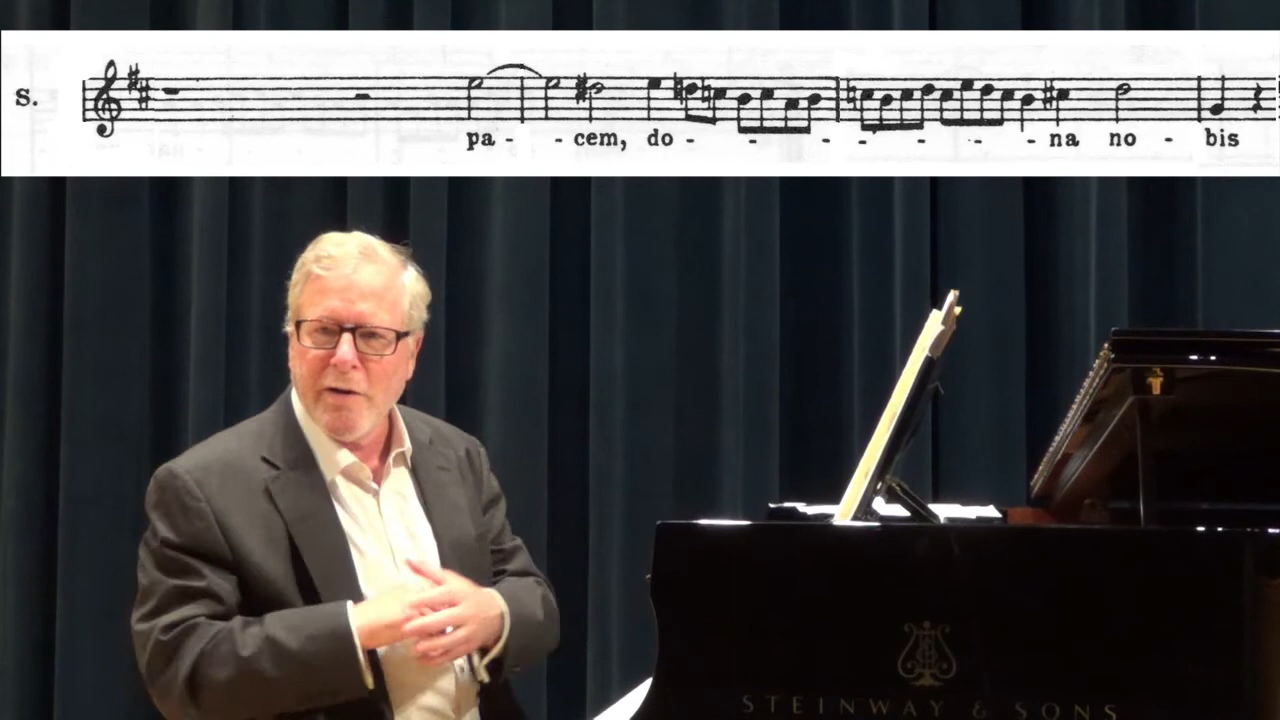 S.
pa - - cem, do - - - - - - - na no - bis
STEINWAY & SONS